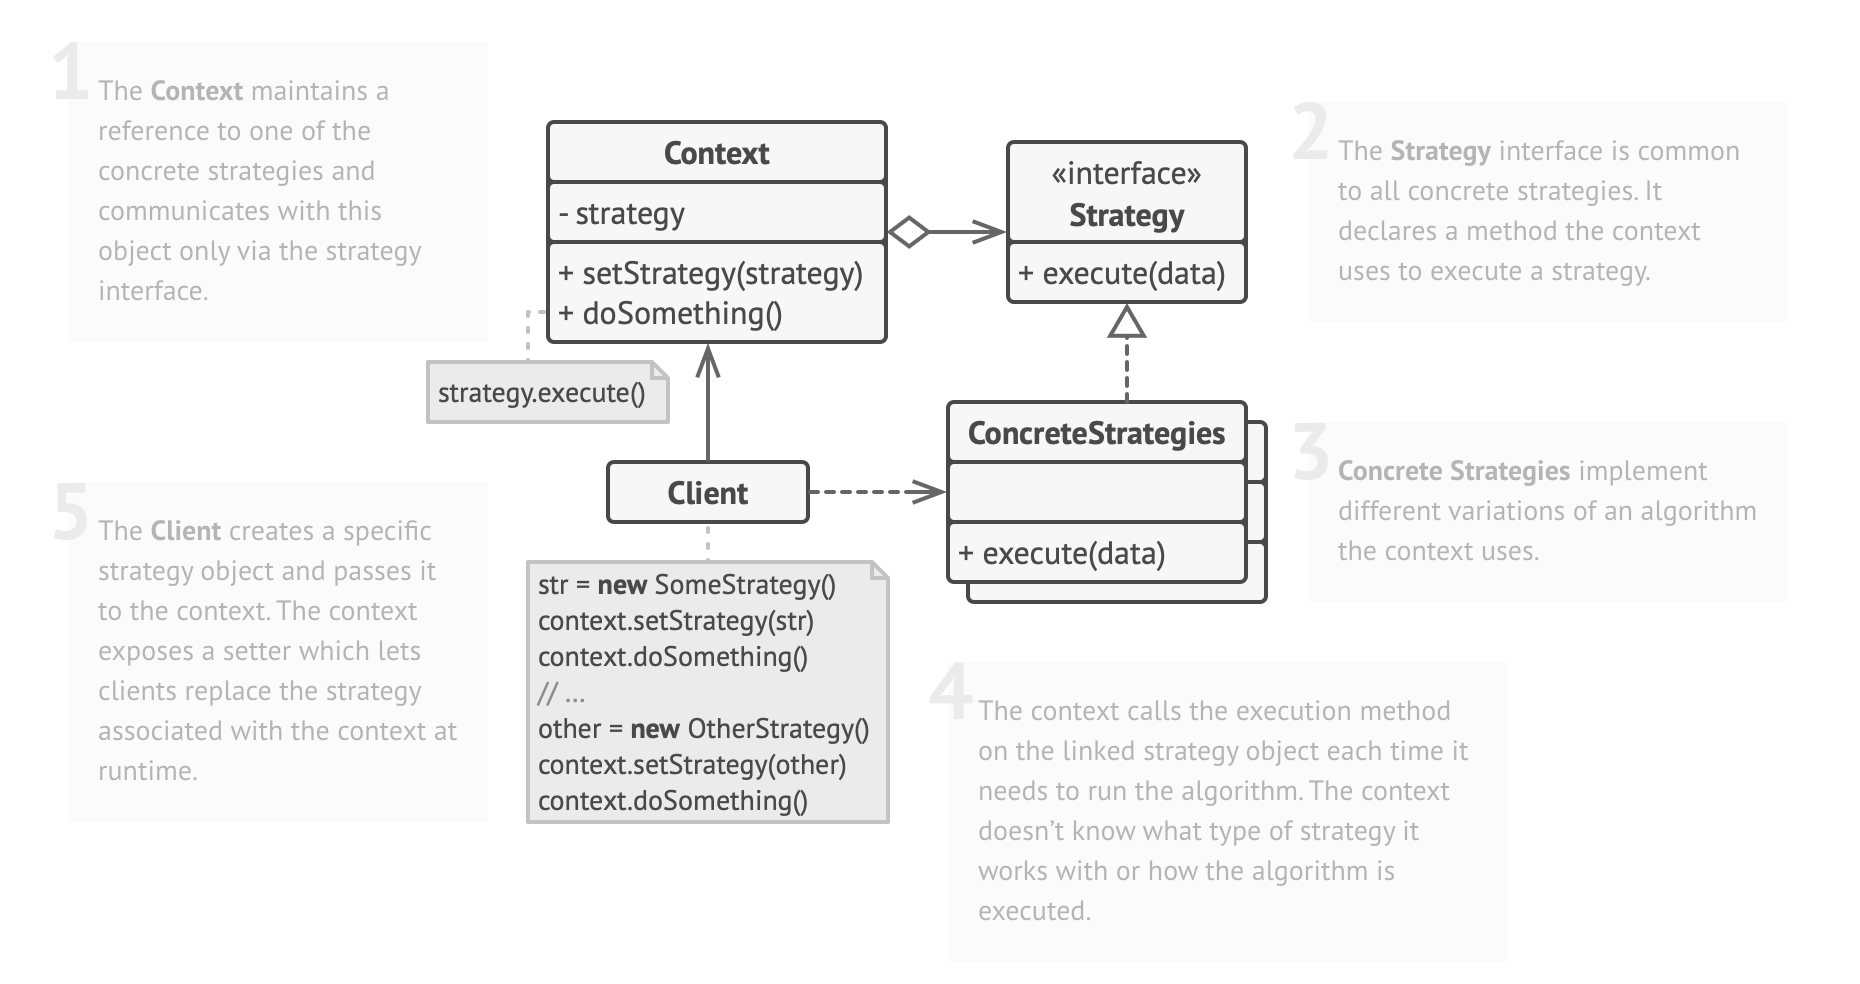 1
The Context maintains a
reference to one of the
concrete strategies and
communicates with this
object only via the strategy
interface.
Context
- strategy
+ setStrategy(strategy)
+ doSomething()
strategy.execute()
«interface»
Strategy
+ execute(data)
2
The Strategy interface is common
to all concrete strategies. It
declares a method the context
uses to execute a strategy.
ConcreteStrategies
+ execute(data)
3
Concrete Strategies implement
different variations of an algorithm
the context uses.
Client
5
The Client creates a specific
strategy object and passes it
to the context. The context
exposes a setter which lets
clients replace the strategy
associated with the context at
runtime.
str = new SomeStrategy()
context.setStrategy(str)
context.doSomething()
// ...
other = new OtherStrategy()
context.setStrategy(other)
context.doSomething()
4
The context calls the execution method
on the linked strategy object each time it
needs to run the algorithm. The context
doesn’t know what type of strategy it
works with or how the algorithm is
executed.